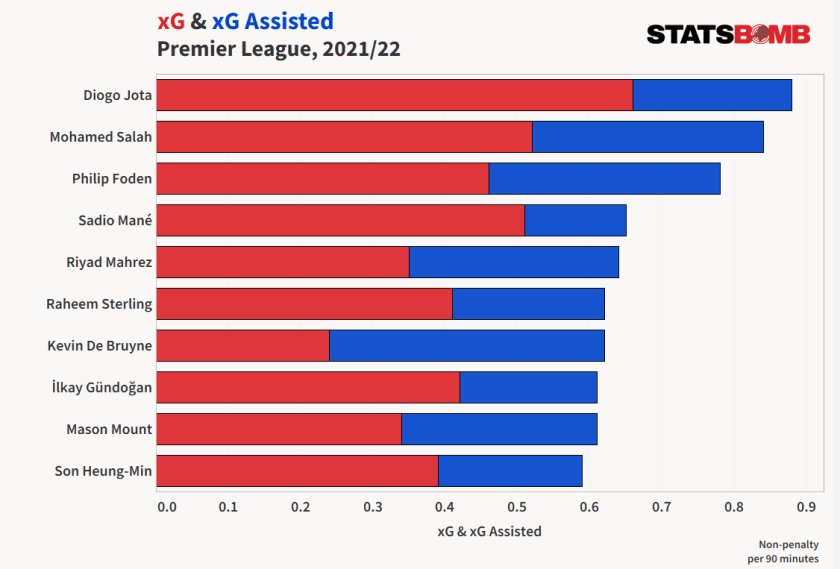 xG & xG Assisted
Premier League, 2021/22
STATSBOMB
Diogo Jota
Mohamed Salah
Philip Foden
Sadio Mané
Riyad Mahrez
Raheem Sterling
Kevin De Bruyne
İlkay Gündoğan
Mason Mount
Son Heung-Min
0.0 0.1 0.2 0.3 0.4 0.5 0.6 0.7 0.8 0.9
xG & xG Assisted
Non-penalty
per 90 minutes